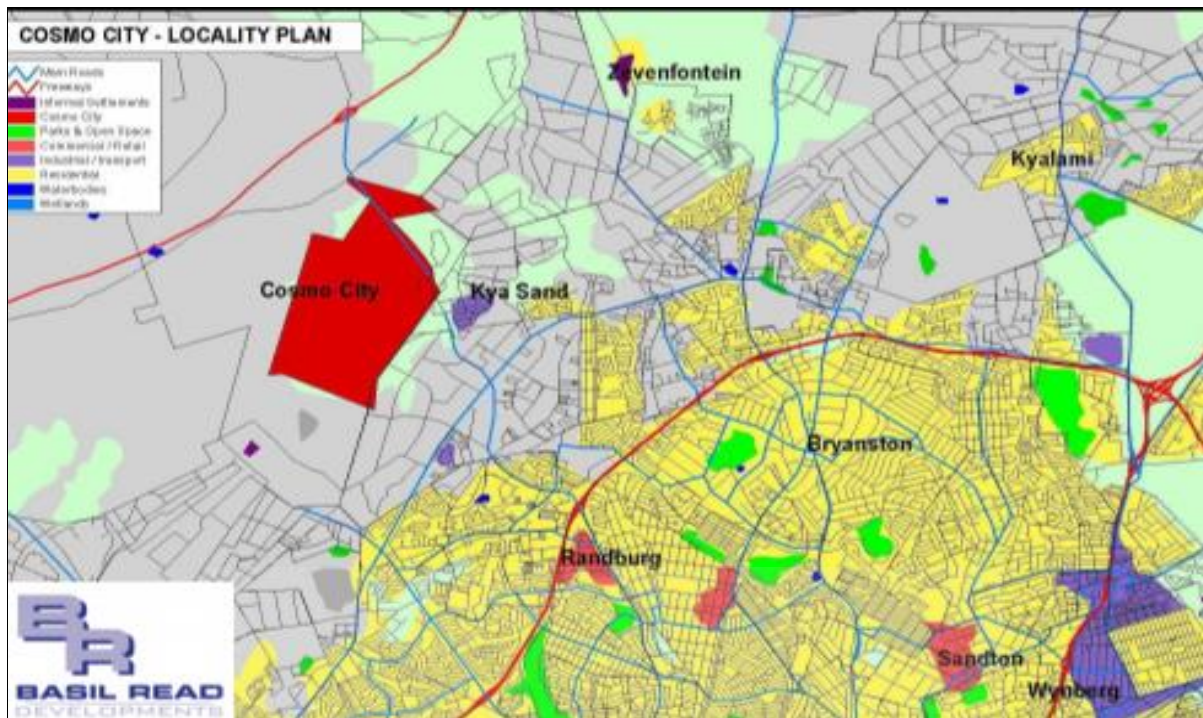 COSMO CITY - LOCALITY PLAN
Main Roads
Freeways
Informal Settlements
Cosmo City
Parks & Open Space
Commercial / Retail
Industrial / transport
Residential
Waterbodies
Wetlands
Zevenfontein
Kyalami
Cosmo City
Kya Sand
Bryanston
Randburg
Sandton
Wynberg
BR
BASIL READ
DEVELOPMENTS